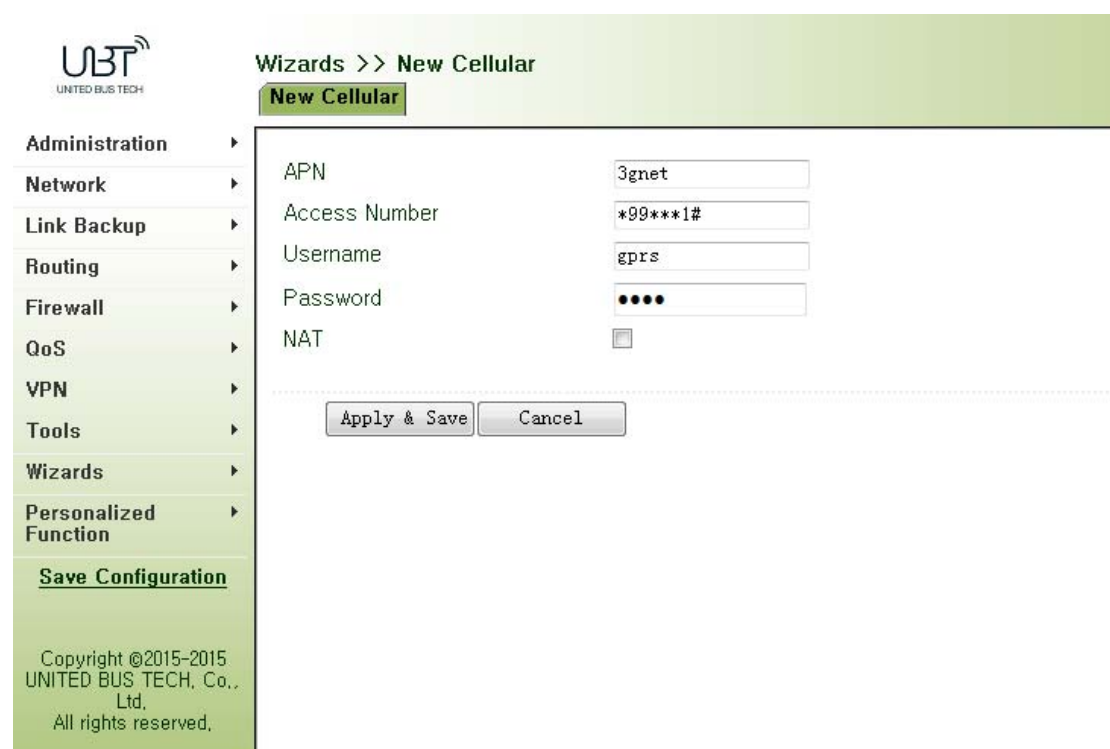 UBT
UNITED BUS TECH
Wizards >> New Cellular
New Cellular
Administration
Network
Link Backup
Routing
Firewall
QoS
VPN
Tools
Wizards
Personalized
Function
Save Configuration
Copyright ©2015-2015
UNITED BUS TECH, Co.,
Ltd.
All rights reserved.
APN 3gnet
Access Number *99***1#
Username gprs
Password ●●●●
NAT
Apply & Save Cancel